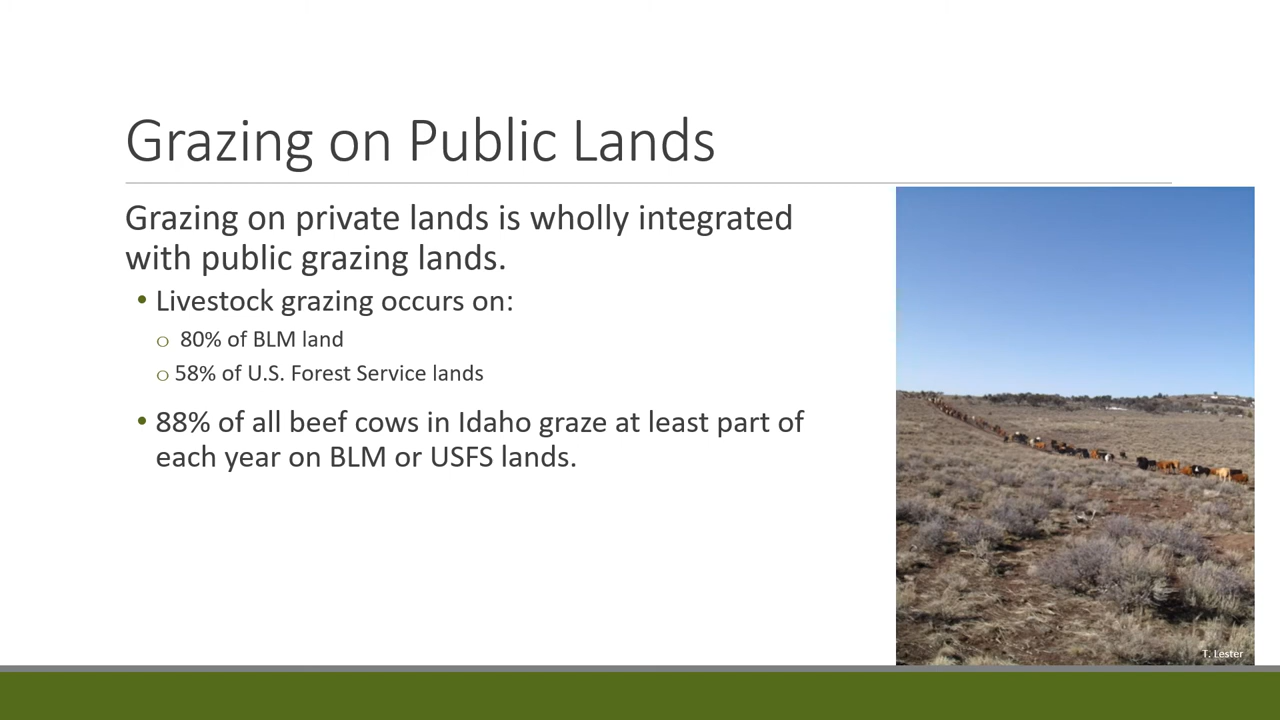 Grazing on Public Lands
Grazing on private lands is wholly integrated
with public grazing lands.
• Livestock grazing occurs on:
o 80% of BLM land
o 58% of U.S. Forest Service lands
• 88% of all beef cows in Idaho graze at least part of
each year on BLM or USFS lands.
T. Lester